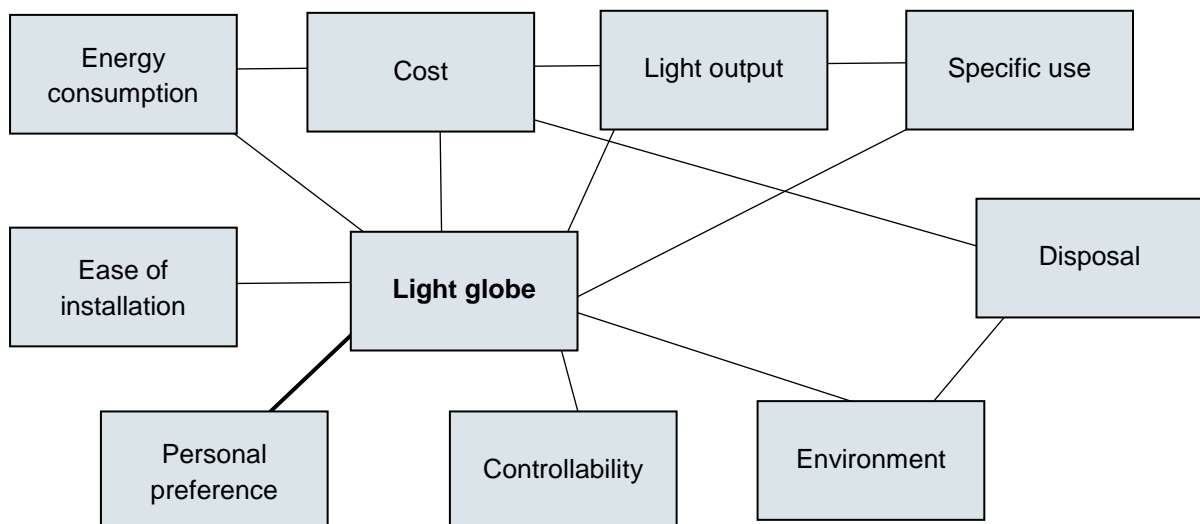 Energy
consumption
Cost
Light output
Specific use
Ease of
installation
Light globe
Disposal
Personal
preference
Controllability
Environment